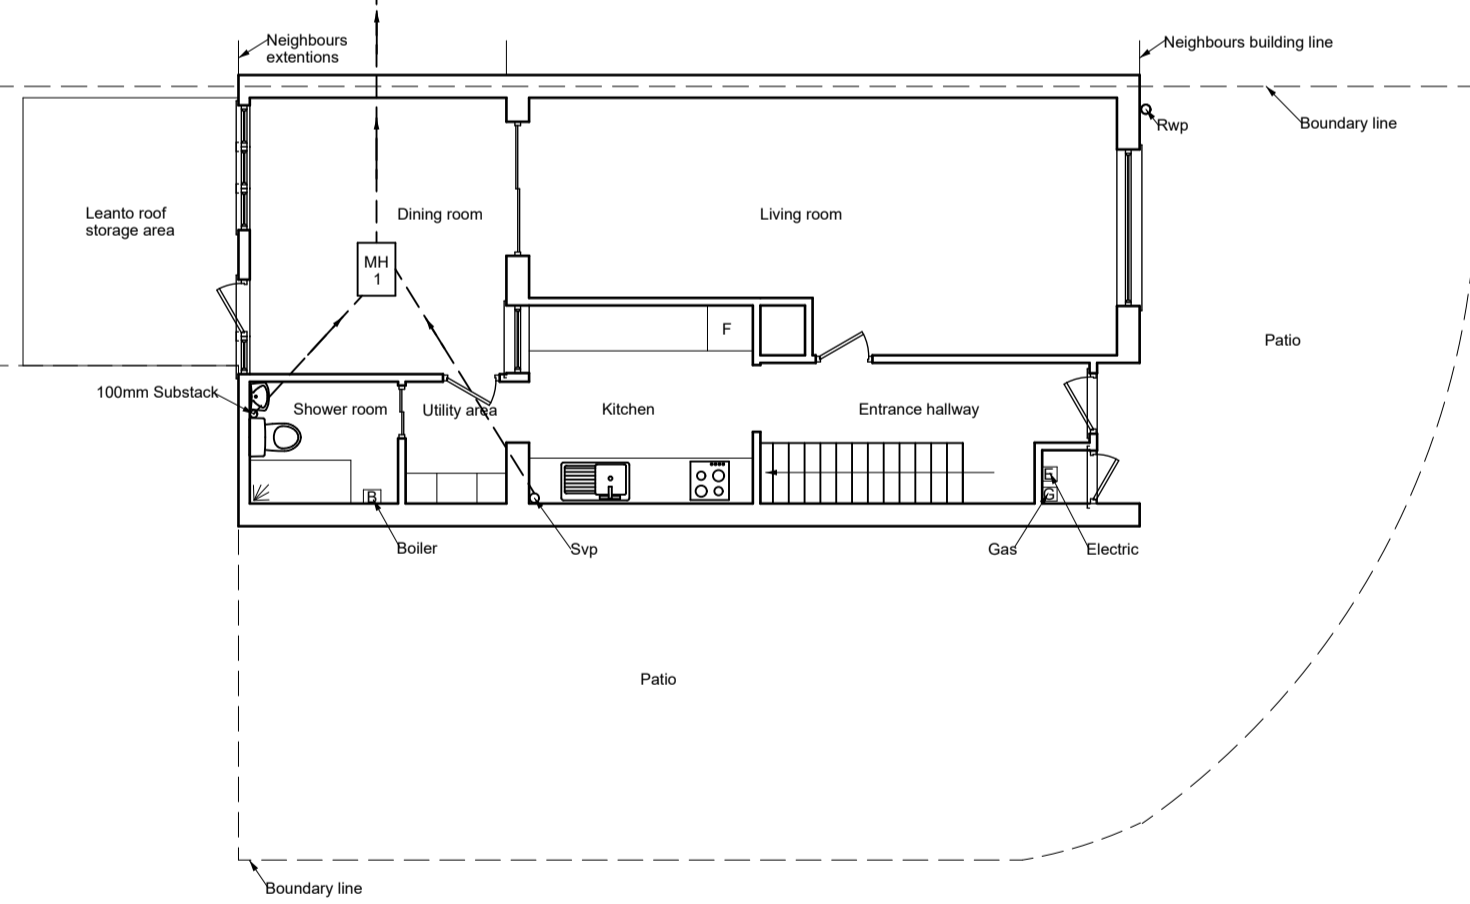 Neighbours
extentions
Neighbours building line
Boundary line
Rwp
Leanto roof
storage area
Dining room
Living room
MH
1
F
Patio
100mm Substack
Shower room
Utility area
Kitchen
Entrance hallway
E
G
B
Boiler
Svp
Gas
Electric
Patio
Boundary line